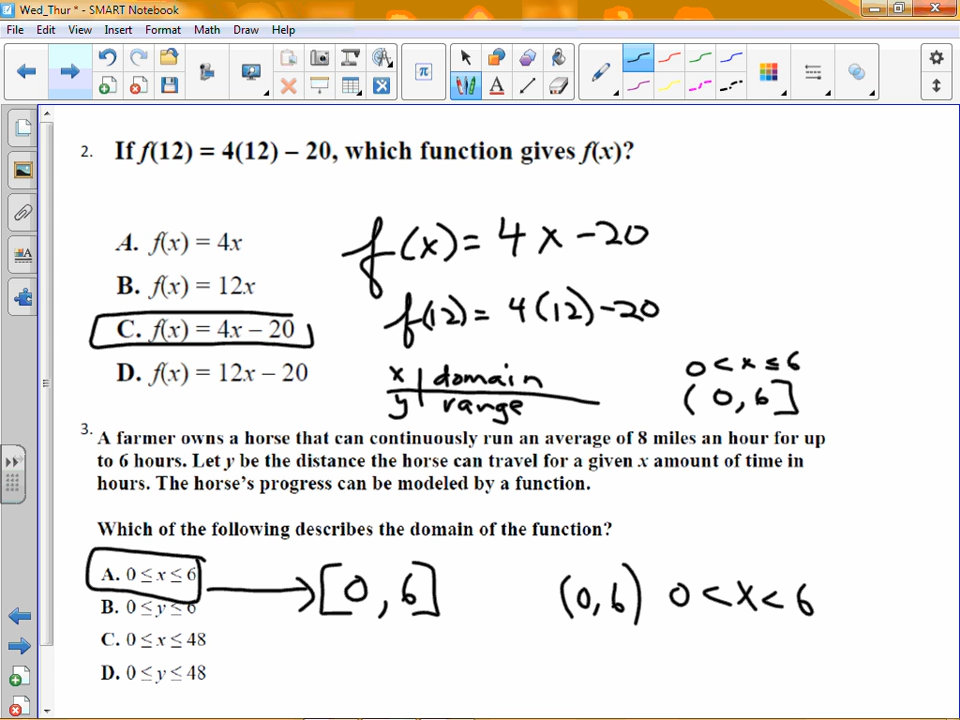 Wed_Thur * - SMART Notebook
File Edit View Insert Format Math Draw Help
π
A
2. If f(12) = 4(12) – 20, which function gives f(x)?
A. f(x) = 4x
B. f(x) = 12x
C. f(x) = 4x – 20
D. f(x) = 12x – 20
f(x) = 4x - 20
f(12) = 4(12) - 20
x domain
y range
0 < x ≤ 6
(0, 6]
3. A farmer owns a horse that can continuously run an average of 8 miles an hour for up
to 6 hours. Let y be the distance the horse can travel for a given x amount of time in
hours. The horse's progress can be modeled by a function.
Which of the following describes the domain of the function?
A. 0 ≤ x ≤ 6
B. 0 ≤ y ≤ 6
C. 0 ≤ x ≤ 48
D. 0 ≤ y ≤ 48
[0, 6]
(0, 6) 0 < x < 6